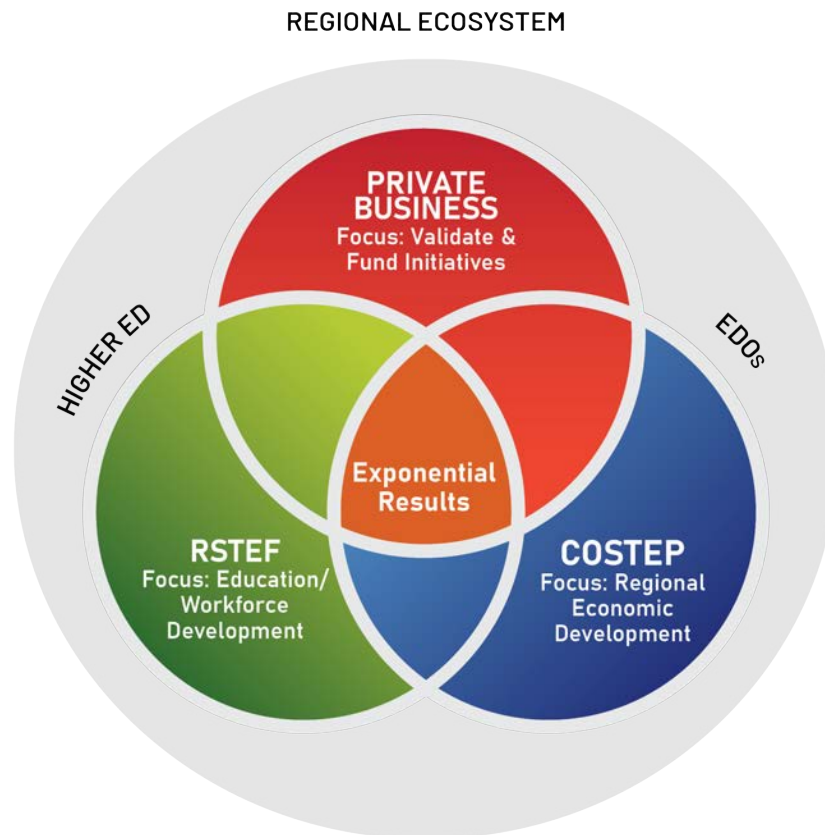 REGIONAL ECOSYSTEM
PRIVATE
BUSINESS
Focus: Validate &
Fund Initiatives
HIGHER ED
EDOs
Exponential
Results
RSTEF
Focus: Education/
Workforce
Development
COSTEP
Focus: Regional
Economic
Development